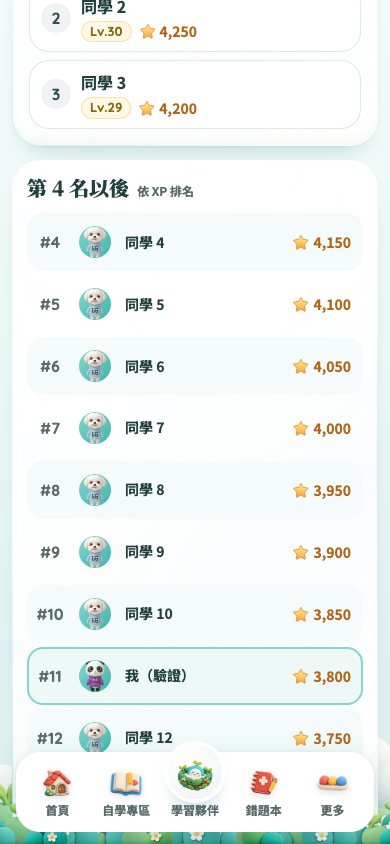 2
同學 2
Lv.30
4,250
3
同學 3
Lv.29
4,200
第 4 名以後 依 XP 排名
#4 同學 4 4,150
#5 同學 5 4,100
#6 同學 6 4,050
#7 同學 7 4,000
#8 同學 8 3,950
#9 同學 9 3,900
#10 同學 10 3,850
#11 我（驗證） 3,800
#12 同學 12 3,750
首頁 自學專區 學習夥伴 錯題本 更多